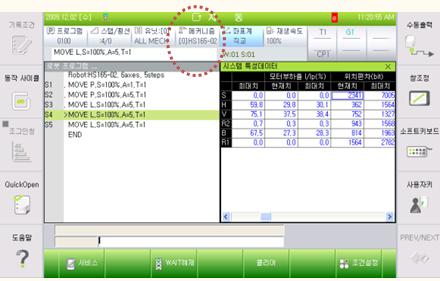 2009.12.02 [수]
11:20:55 AM
기록조건
동작 사이클
조그인칭
QuickOpen
도움말
[P] 프로그램 스텝/펑션 유닛:[0] 메커니즘 좌표계 재생속도 T1 G1
0100 4/0 ALL MECH [0]HS165-02 직교 100%
MOVE L,S=100%,A=5,T=1
W:01 S:01 CPT
로봇 프로그램 ...
Robot:HS165-02, 6axes, 5steps
S1 MOVE P,S=100%,A=1,T=1
S2 MOVE P,S=100%,A=5,T=1
S3 MOVE L,S=100%,A=5,T=1
S4 MOVE L,S=100%,A=5,T=1
S5 MOVE L,S=100%,A=5,T=1
END
시스템 특성데이터
모터부하율 (/Ip(%) 위치편차(bit)
최대치 현재치 최대치 현재치 최대치
S 0,0 0,0 0,0 2341 7005
H 59,8 29,8 30,1 362 1564
V 75,1 37,5 38,4 752 1327
R2 0,7 0,3 0,3 943 1568
B 67,5 27,3 28,3 814 1963
R1 0,0 0,0 0,0 1564 2782
서비스
WAIT해제
클리어
조건설정
수동출력
창조정
소프트키보드
사용자키
PREV/NEXT